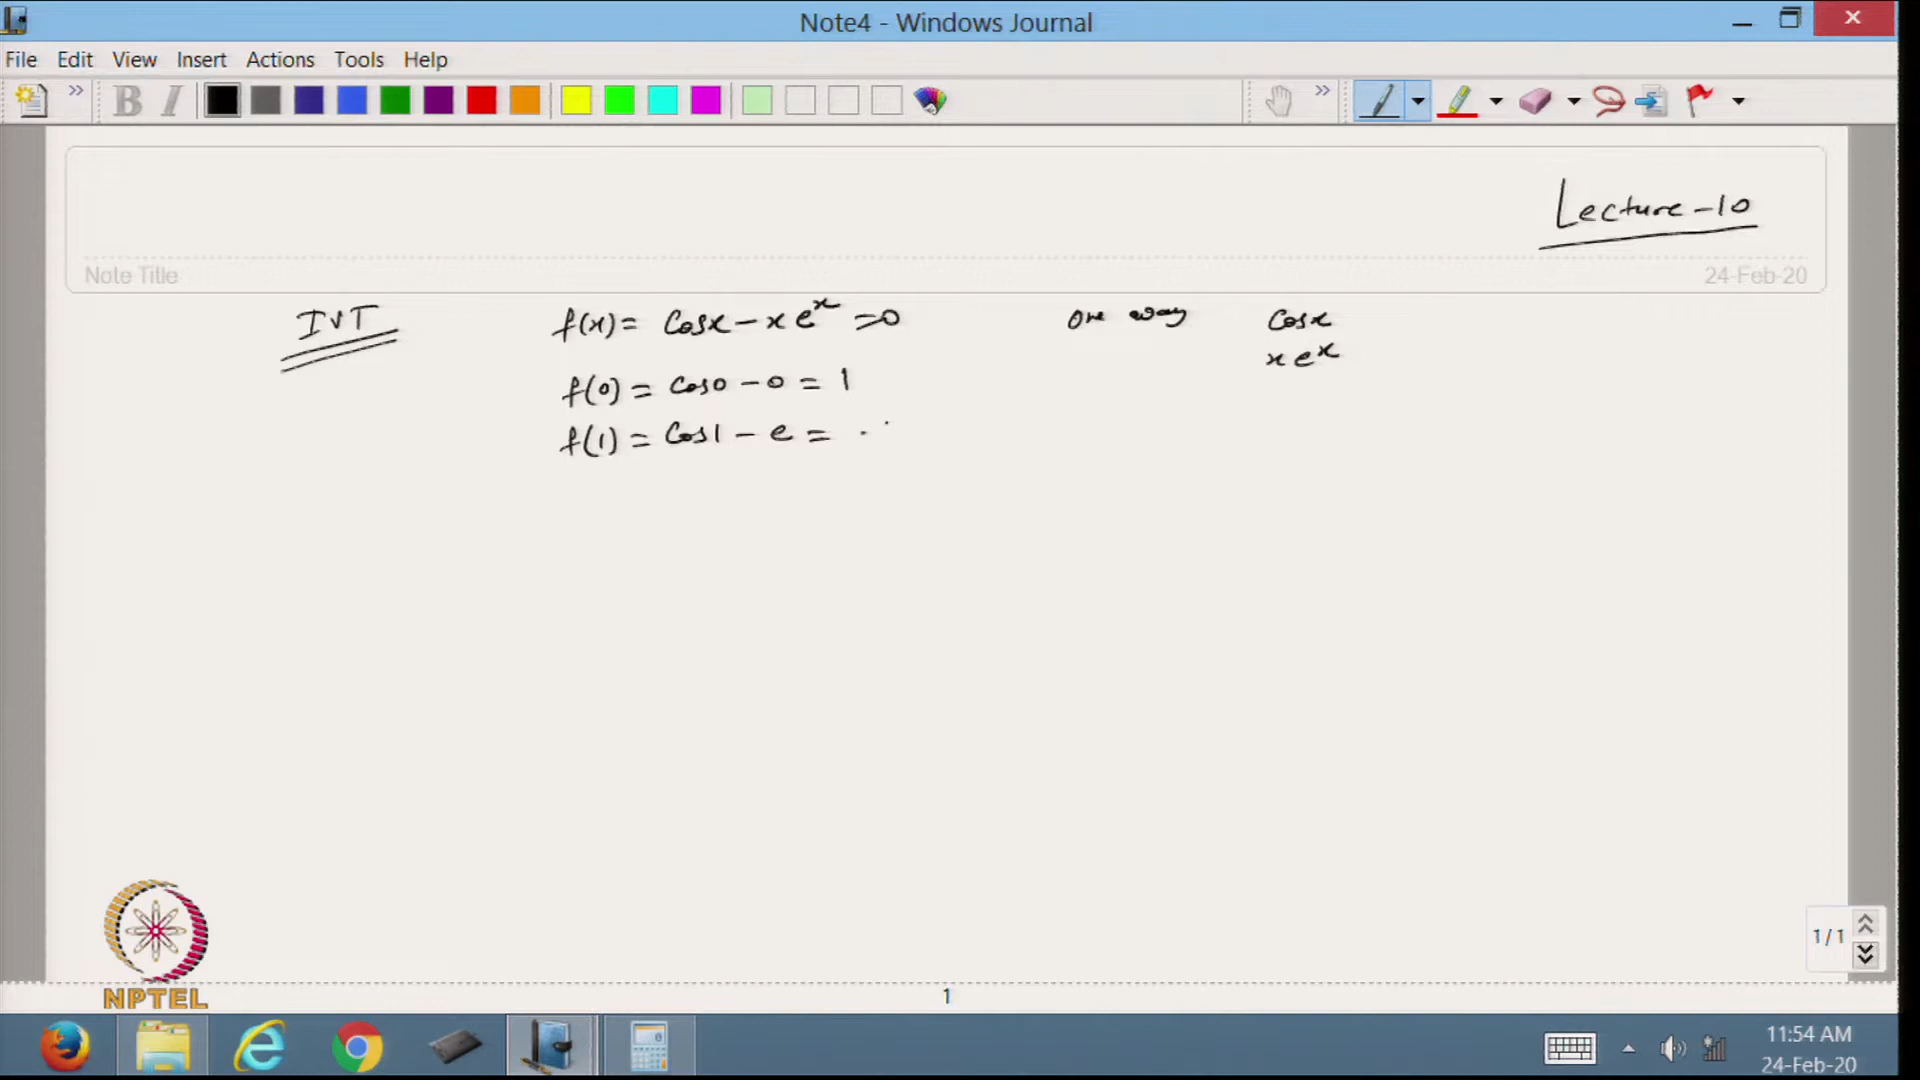 Note4 - Windows Journal
File Edit View Insert Actions Tools Help
Lecture-10
Note Title
24-Feb-20
IVT f(x) = Cosx - x e^x = 0 One way Cosx
x e^x
f(0) = Cos0 - 0 = 1
f(1) = Cos1 - e = ..
1/1
NPTEL
1
11:54 AM
24-Feb-20